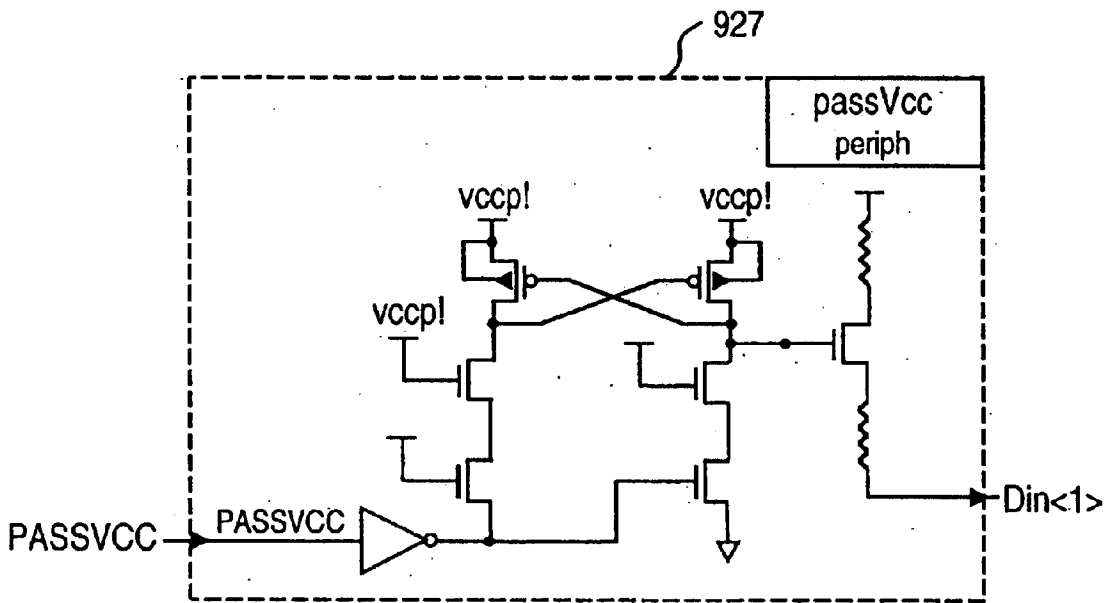 927
passVcc
periph
vccp!
vccp!
vccp!
PASSVCC
PASSVCC
Din<1>